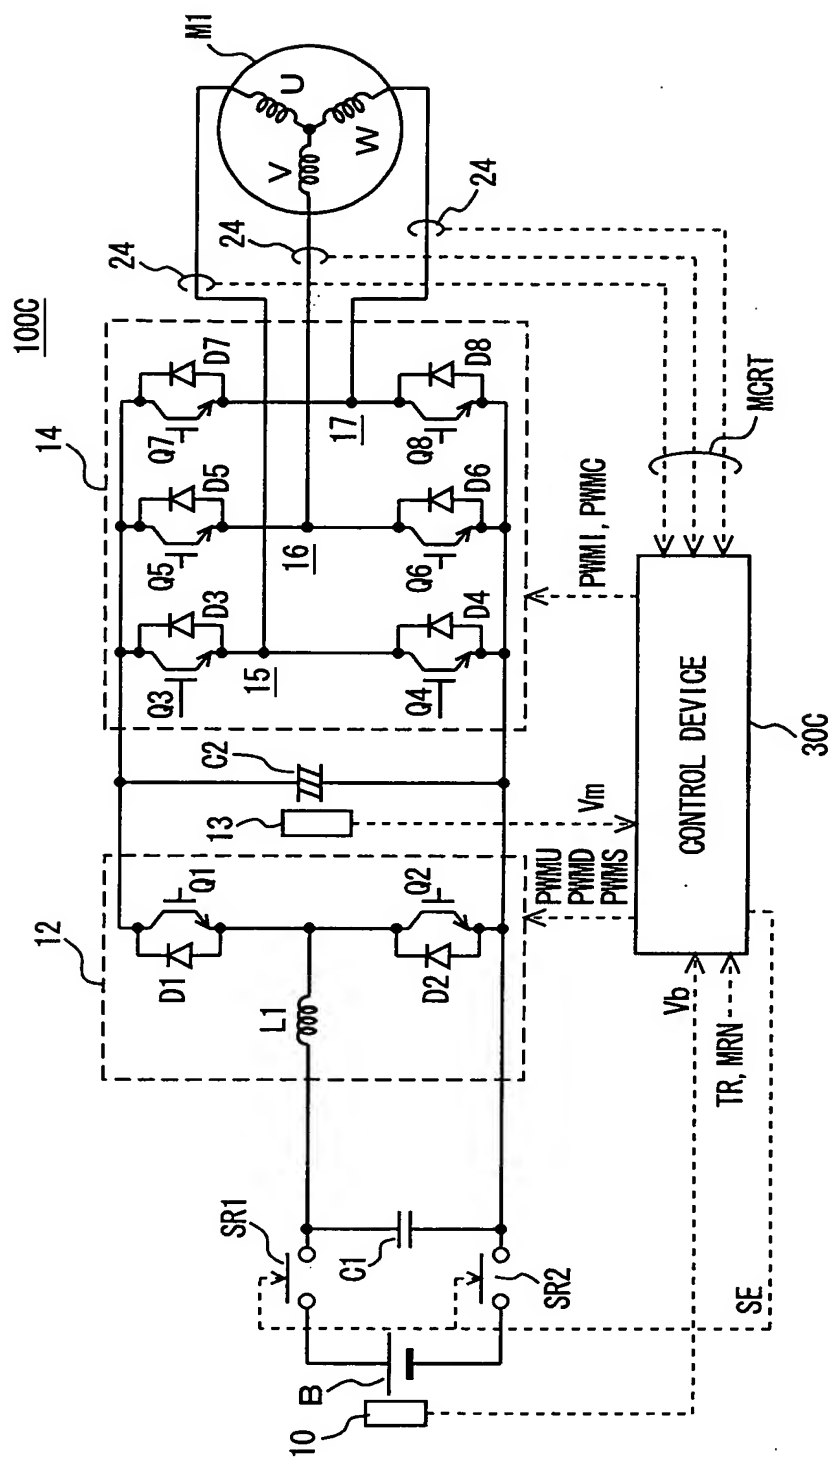 100C
M1
U
V
W
24
24
24
14
Q7
D7
Q5
D5
Q3
D3
17
16
15
Q8
D8
Q6
D6
Q4
D4
MCRT
PWMI, PWMC
C2
13
Vm
12
D1
Q1
D2
Q2
L1
PWMU
PWMD
PWMS
CONTROL DEVICE
30C
Vb
TR, MRN
SE
SR1
C1
SR2
B
10